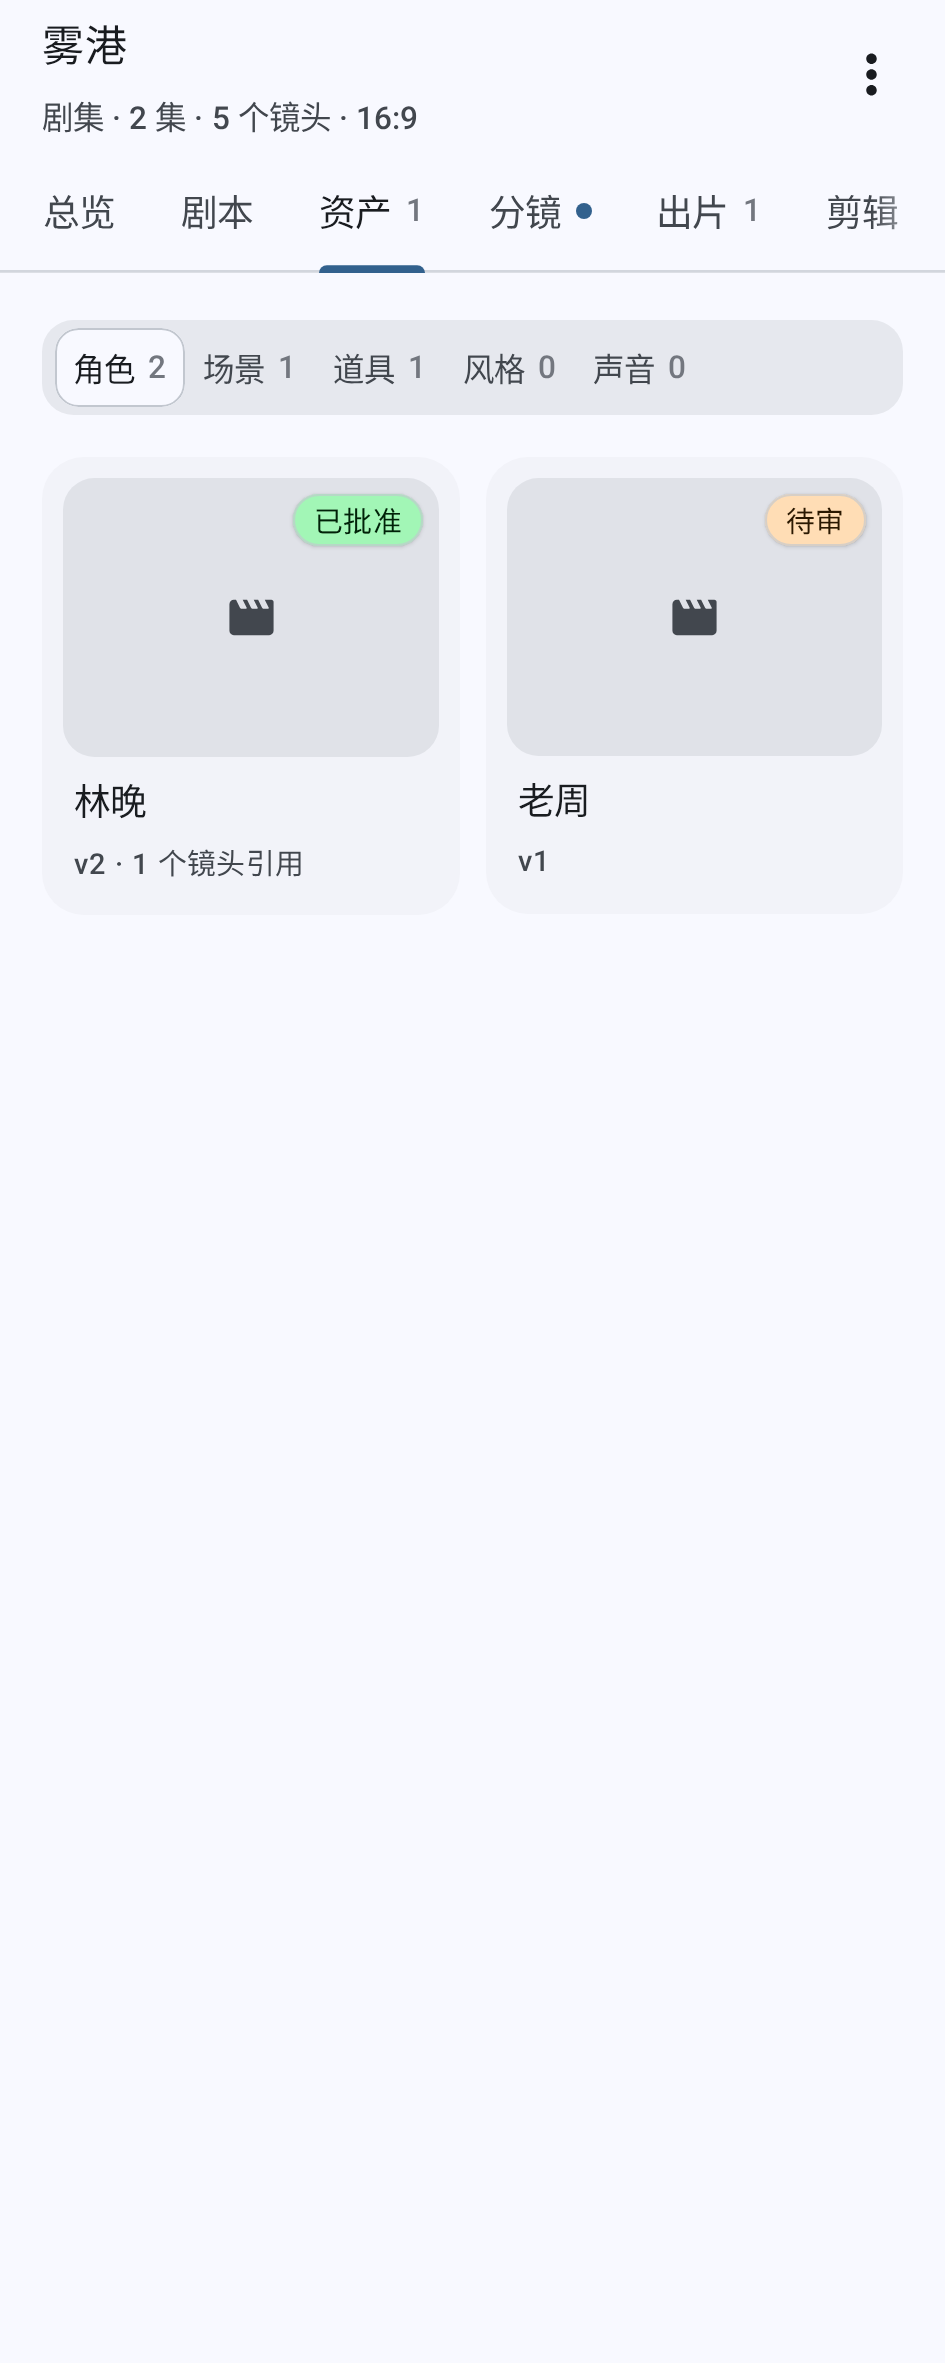 雾港
剧集 · 2 集 · 5 个镜头 · 16:9
总览 剧本 资产 1 分镜 出片 1 剪辑
角色 2 场景 1 道具 1 风格 0 声音 0
已批准 待审
林晚 老周
v2 · 1 个镜头引用 v1